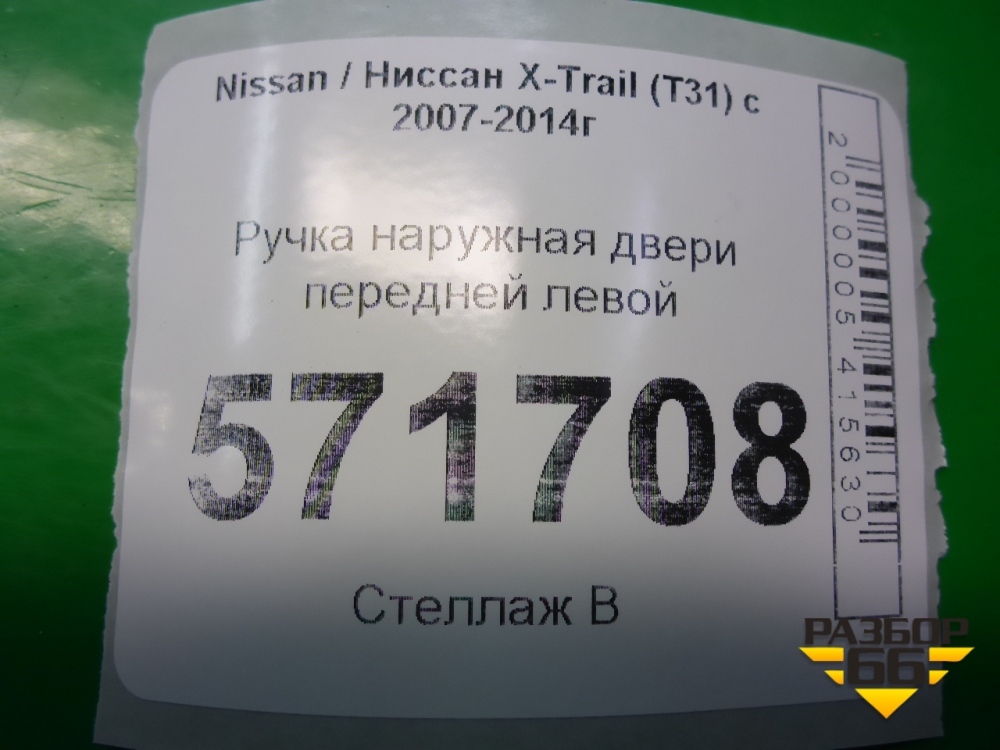 Nissan / Ниссан X-Trail (T31) с
2007-2014г
Ручка наружная двери
передней левой
571708
Стеллаж В
2000005415630
РАЗБОР
66